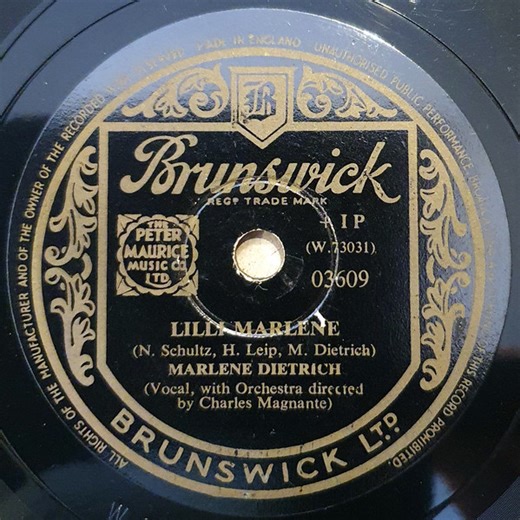 MADE IN ENGLAND
UNAUTHORISED PUBLIC PERFORMANCE,
B
Brunswick
REGD TRADE MARK
THE
PETER
MAURICE
MUSIC CO
LTD
+ IP
(W.73031)
03609
LILLI MARLENE
(N. Schultz, H. Leip, M. Dietrich)
MARLENE DIETRICH
(Vocal, with Orchestra directed
by Charles Magnante)
BRUNSWICK LTD.
ALL RIGHTS OF THE MANUFACTURER AND OF THE OWNER OF THE RECORDED
THIS RECORD PROHIBITED.